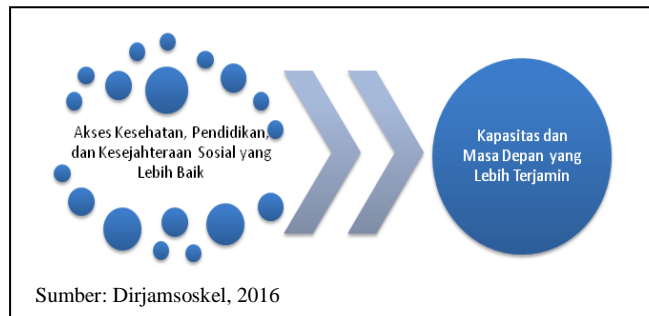 Akses Kesehatan, Pendidikan,
dan Kesejahteraan Sosial yang
Lebih Baik
Kapasitas dan
Masa Depan yang
Lebih Terjamin
Sumber: Dirjamsoskel, 2016